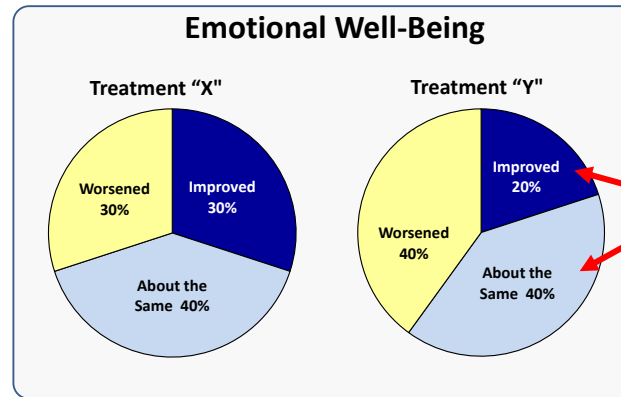 Emotional Well-Being
Treatment “X"
Treatment “Y"
Worsened
30%
Improved
30%
About the
Same 40%
Improved
20%
Worsened
40%
About the
Same 40%